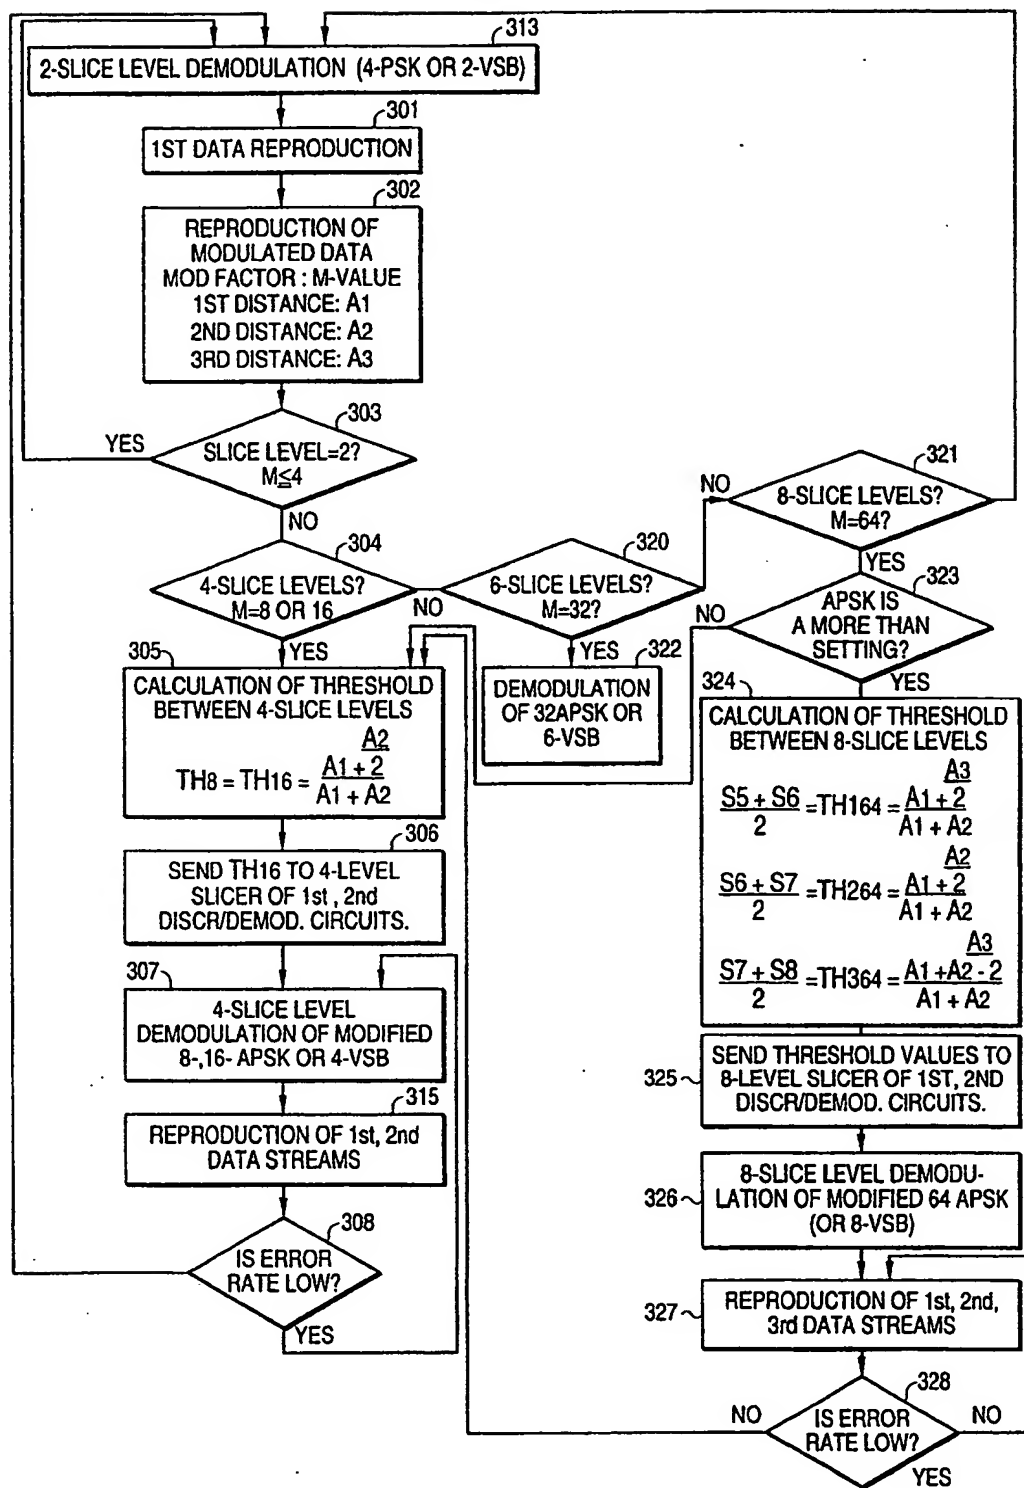 313
2-SLICE LEVEL DEMODULATION (4-PSK OR 2-VSB)
301
1ST DATA REPRODUCTION
302
REPRODUCTION OF
MODULATED DATA
MOD FACTOR : M-VALUE
1ST DISTANCE: A1
2ND DISTANCE: A2
3RD DISTANCE: A3
303
YES
SLICE LEVEL=2?
M≦4
NO
304
4-SLICE LEVELS?
M=8 OR 16
NO
YES
320
6-SLICE LEVELS?
M=32?
NO
YES
322
DEMODULATION
OF 32APSK OR
6-VSB
321
8-SLICE LEVELS?
M=64?
YES
323
NO
APSK IS
A MORE THAN
SETTING?
YES
305
CALCULATION OF THRESHOLD
BETWEEN 4-SLICE LEVELS
A2
TH8 = TH16 = A1 + 2
A1 + A2
306
SEND TH16 TO 4-LEVEL
SLICER OF 1st , 2nd
DISCR/DEMOD. CIRCUITS.
307
4-SLICE LEVEL
DEMODULATION OF MODIFIED
8-,16- APSK OR 4-VSB
315
REPRODUCTION OF 1st, 2nd
DATA STREAMS
308
IS ERROR
RATE LOW?
YES
324
CALCULATION OF THRESHOLD
BETWEEN 8-SLICE LEVELS
A3
S5 + S6 =TH164= A1 + 2
2 A1 + A2
A2
S6 + S7 =TH264= A1 + 2
2 A1 + A2
A3
S7 + S8 =TH364= A1 +A2 - 2
2 A1 + A2
325
SEND THRESHOLD VALUES TO
8-LEVEL SLICER OF 1ST, 2ND
DISCR/DEMOD. CIRCUITS.
326
8-SLICE LEVEL DEMODU-
LATION OF MODIFIED 64 APSK
(OR 8-VSB)
327
REPRODUCTION OF 1st, 2nd,
3rd DATA STREAMS
328
NO
IS ERROR
RATE LOW?
NO
YES